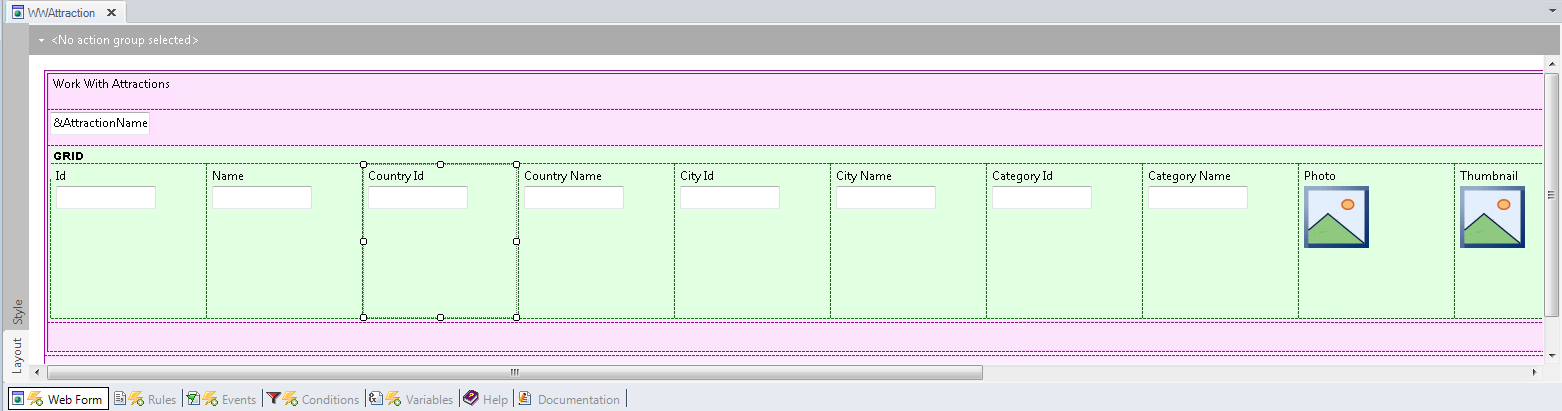 WWAttraction
<No action group selected>
Work With Attractions
&AttractionName
GRID
Id Name Country Id Country Name City Id City Name Category Id Category Name Photo Thumbnail
Style
Layout
Web Form Rules Events Conditions Variables Help Documentation